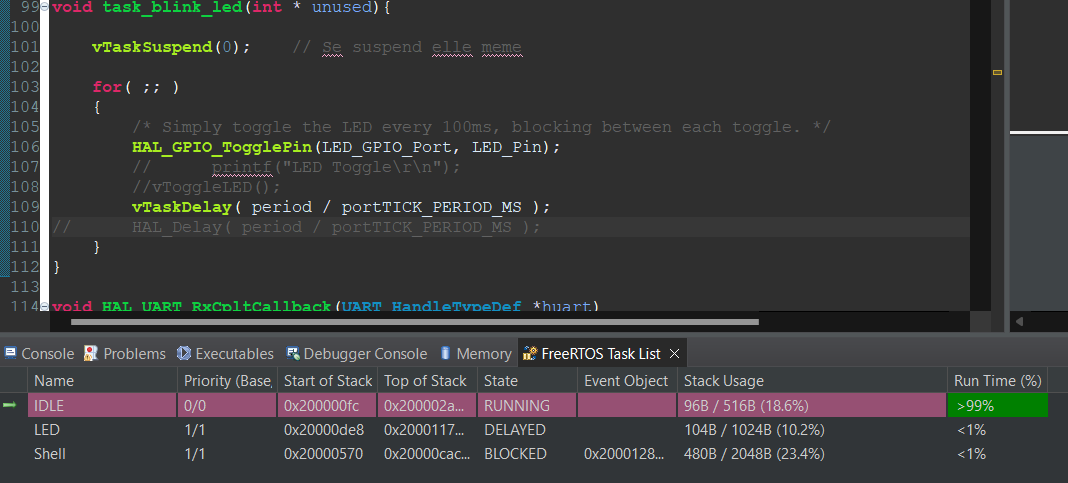 99 void task_blink_led(int * unused){
100
101 vTaskSuspend(0); // Se suspend elle meme
102
103 for( ;; )
104 {
105 /* Simply toggle the LED every 100ms, blocking between each toggle. */
106 HAL_GPIO_TogglePin(LED_GPIO_Port, LED_Pin);
107 // printf("LED Toggle\r\n");
108 //vToggleLED();
109 vTaskDelay( period / portTICK_PERIOD_MS );
110 // HAL_Delay( period / portTICK_PERIOD_MS );
111 }
112 }
113
114 void HAL_UART_RxCpltCallback(UART_HandleTypeDef *huart)
Console Problems Executables Debugger Console Memory FreeRTOS Task List
Name Priority (Base, Start of Stack Top of Stack State Event Object Stack Usage Run Time (%)
IDLE 0/0 0x200000fc 0x200002a... RUNNING 96B / 516B (18.6%) >99%
LED 1/1 0x20000de8 0x2000117... DELAYED 104B / 1024B (10.2%) <1%
Shell 1/1 0x20000570 0x20000cac... BLOCKED 0x2000128... 480B / 2048B (23.4%) <1%